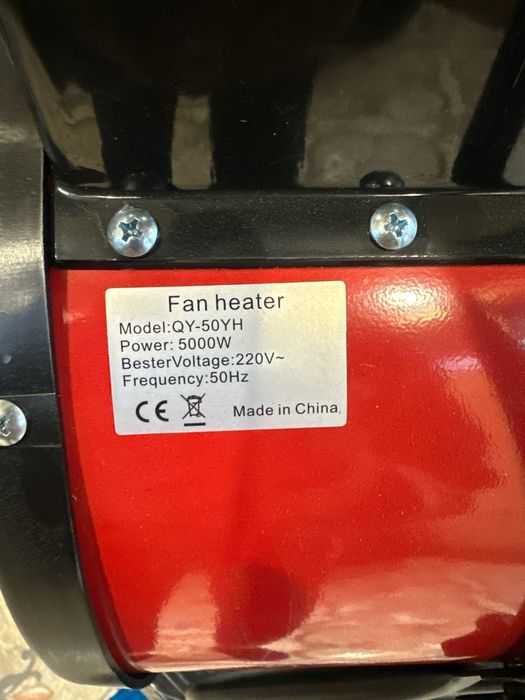 Fan heater
Model:QY-50YH
Power: 5000W
BesterVoltage:220V~
Frequency:50Hz
CE
Made in China